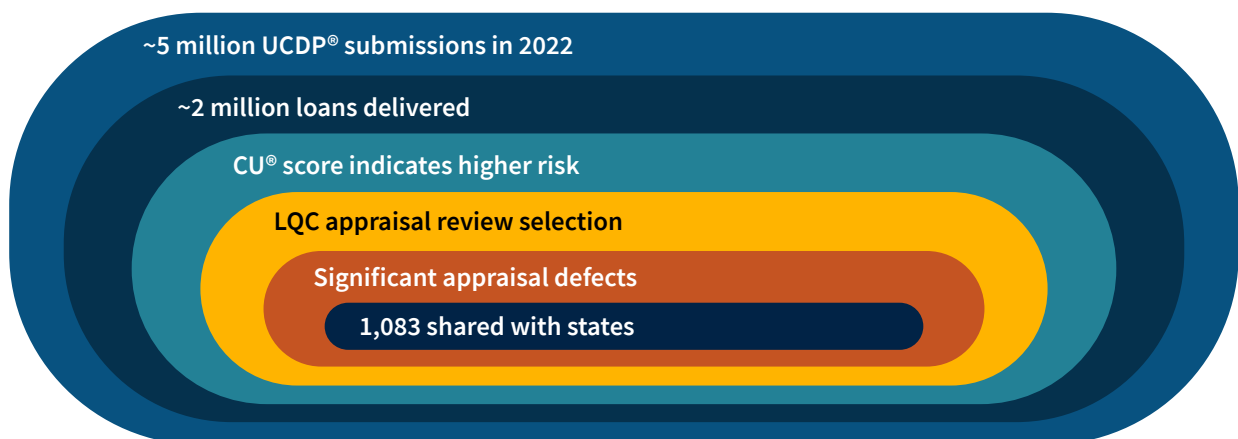 ~5 million UCDP® submissions in 2022
~2 million loans delivered
CU® score indicates higher risk
LQC appraisal review selection
Significant appraisal defects
1,083 shared with states